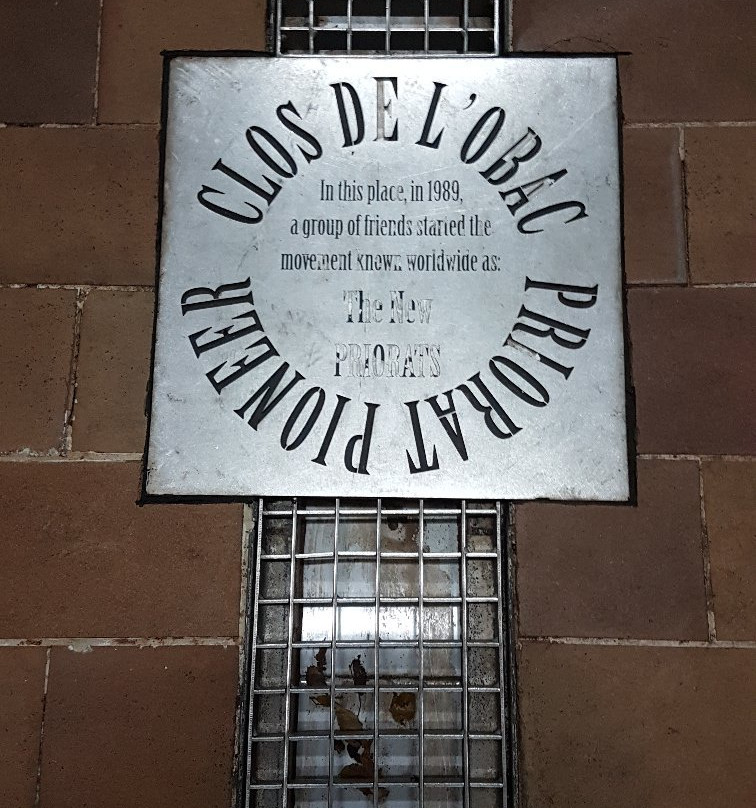 CLOS DE L'OBAC
In this place, in 1989,
a group of friends started the
movement known worldwide as:
The New
PRIORATS
PRIORAT PIONEER